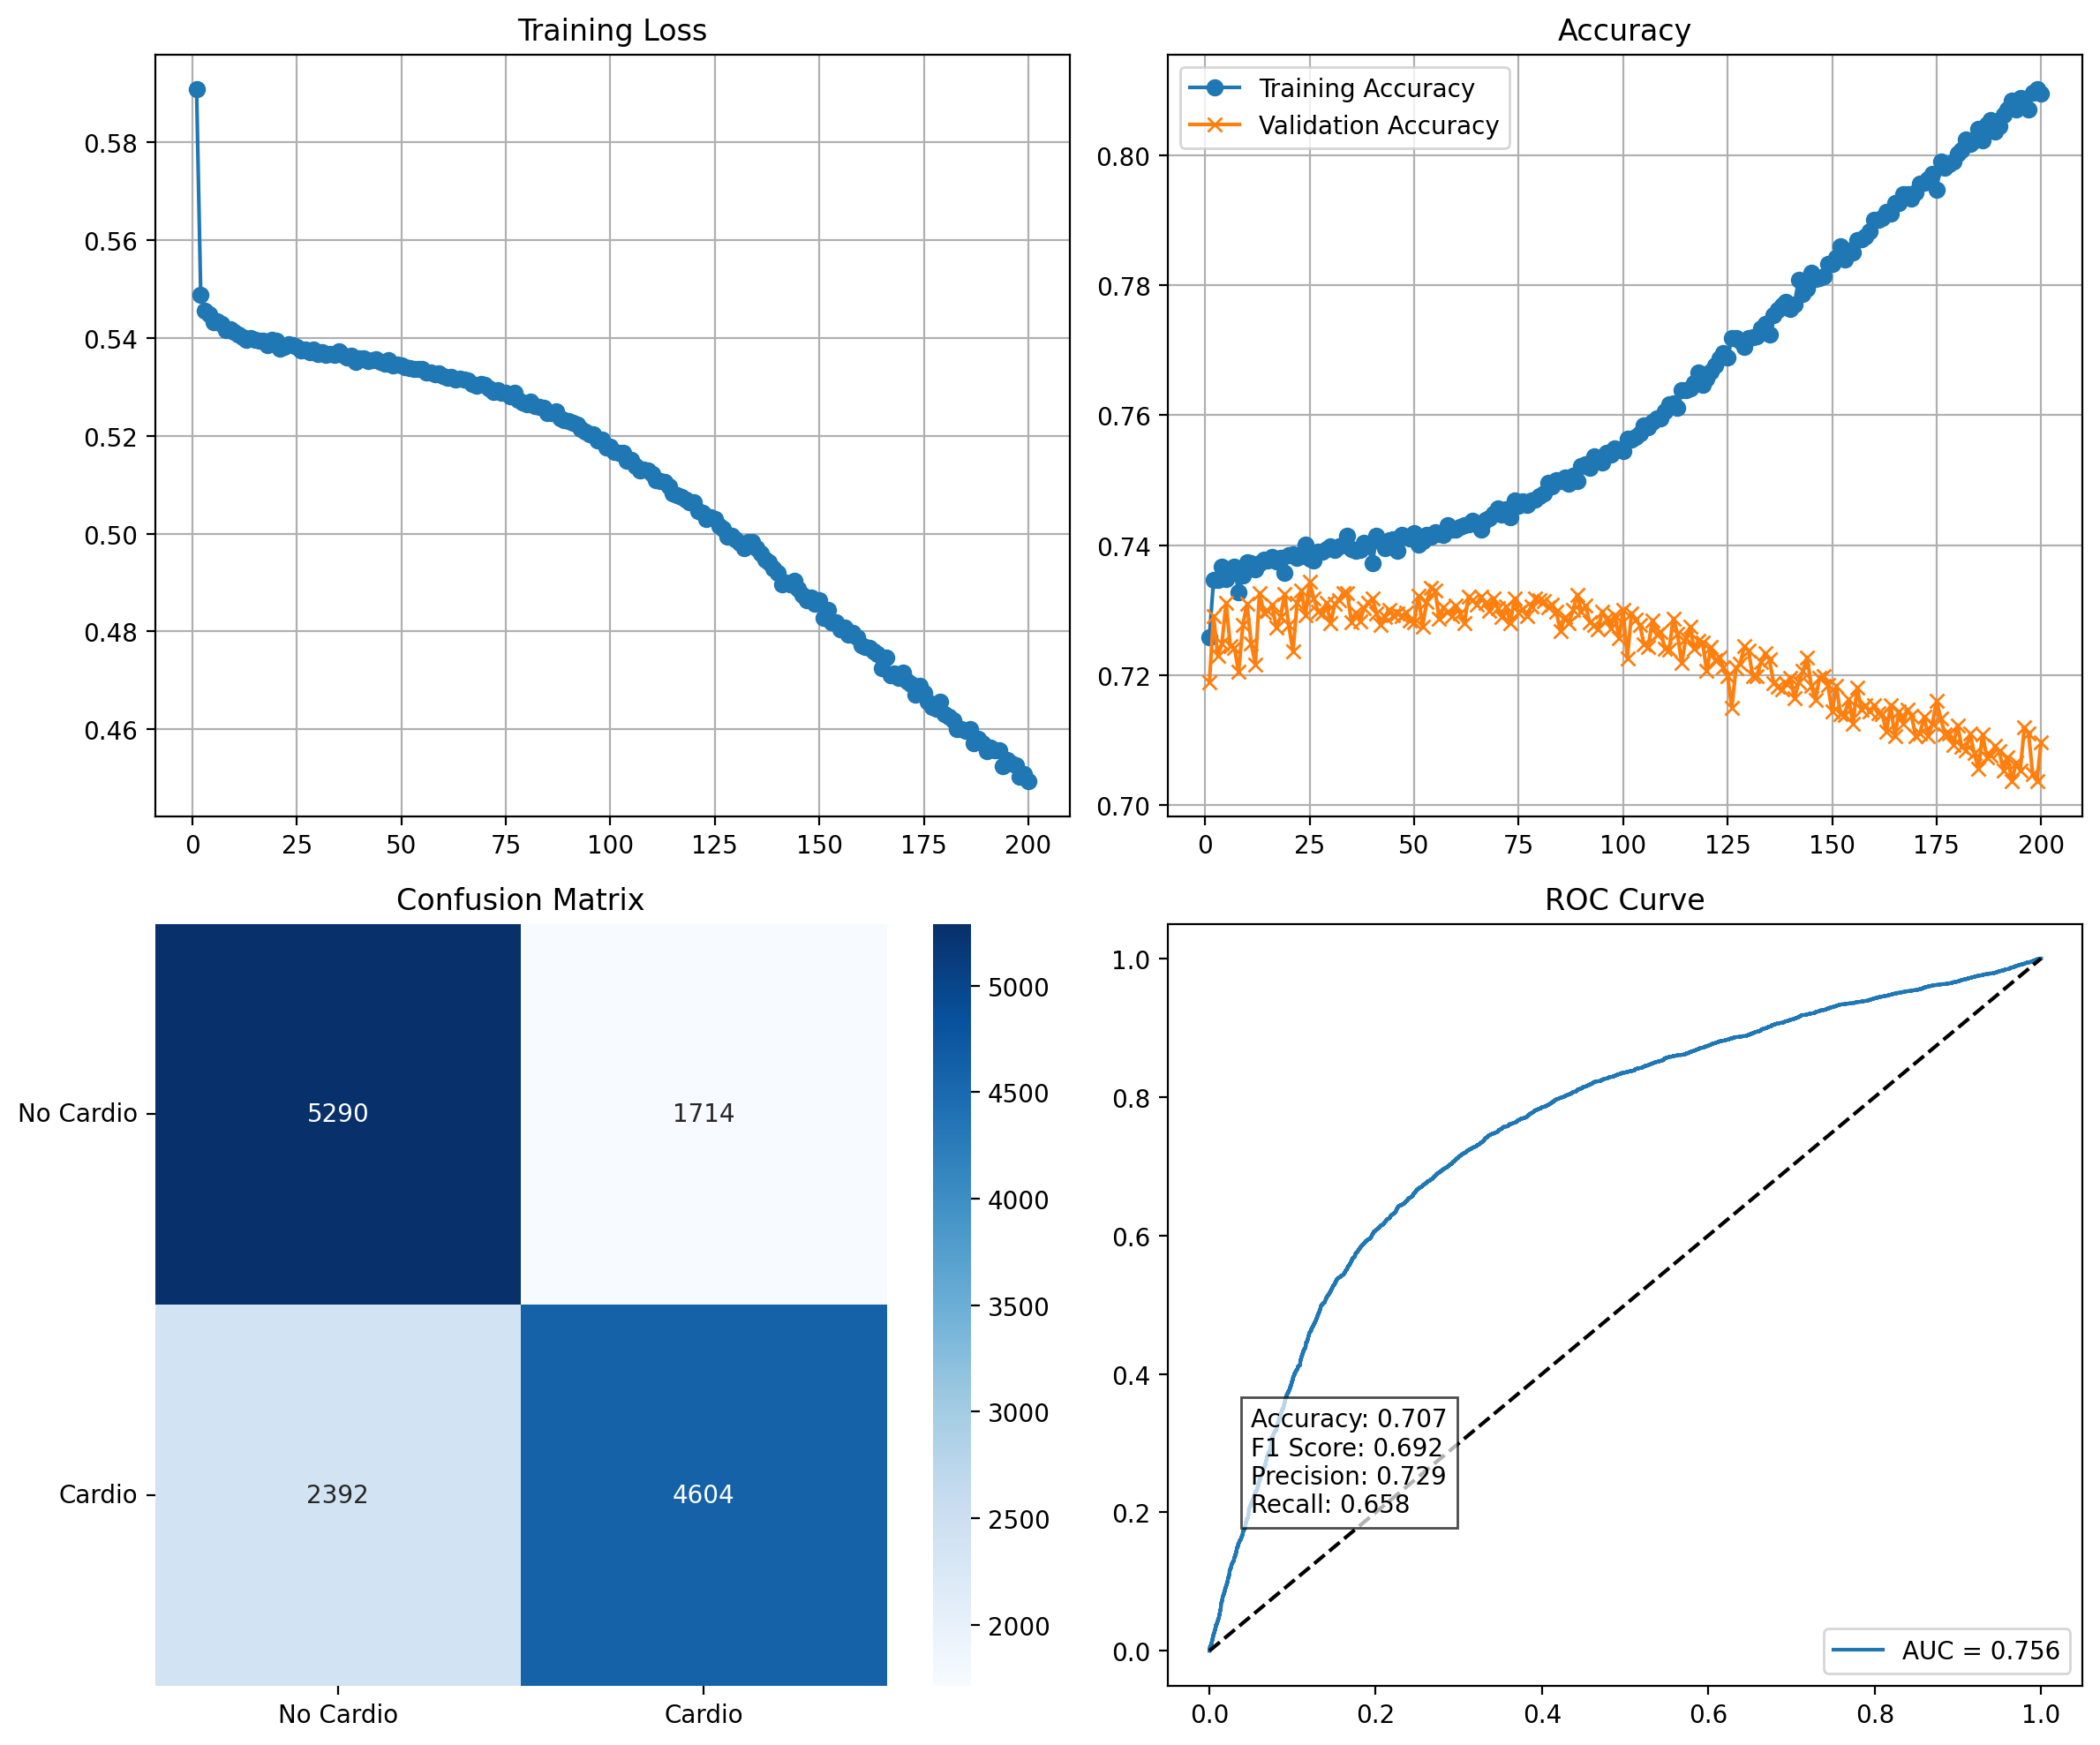 Training Loss
0.58
0.56
0.54
0.52
0.50
0.48
0.46
0 25 50 75 100 125 150 175 200
Accuracy
Training Accuracy
Validation Accuracy
0.80
0.78
0.76
0.74
0.72
0.70
0 25 50 75 100 125 150 175 200
Confusion Matrix
No Cardio 5290 1714
Cardio 2392 4604
No Cardio Cardio
5000
4500
4000
3500
3000
2500
2000
ROC Curve
1.0
0.8
0.6
0.4
0.2
0.0
Accuracy: 0.707
F1 Score: 0.692
Precision: 0.729
Recall: 0.658
AUC = 0.756
0.0 0.2 0.4 0.6 0.8 1.0